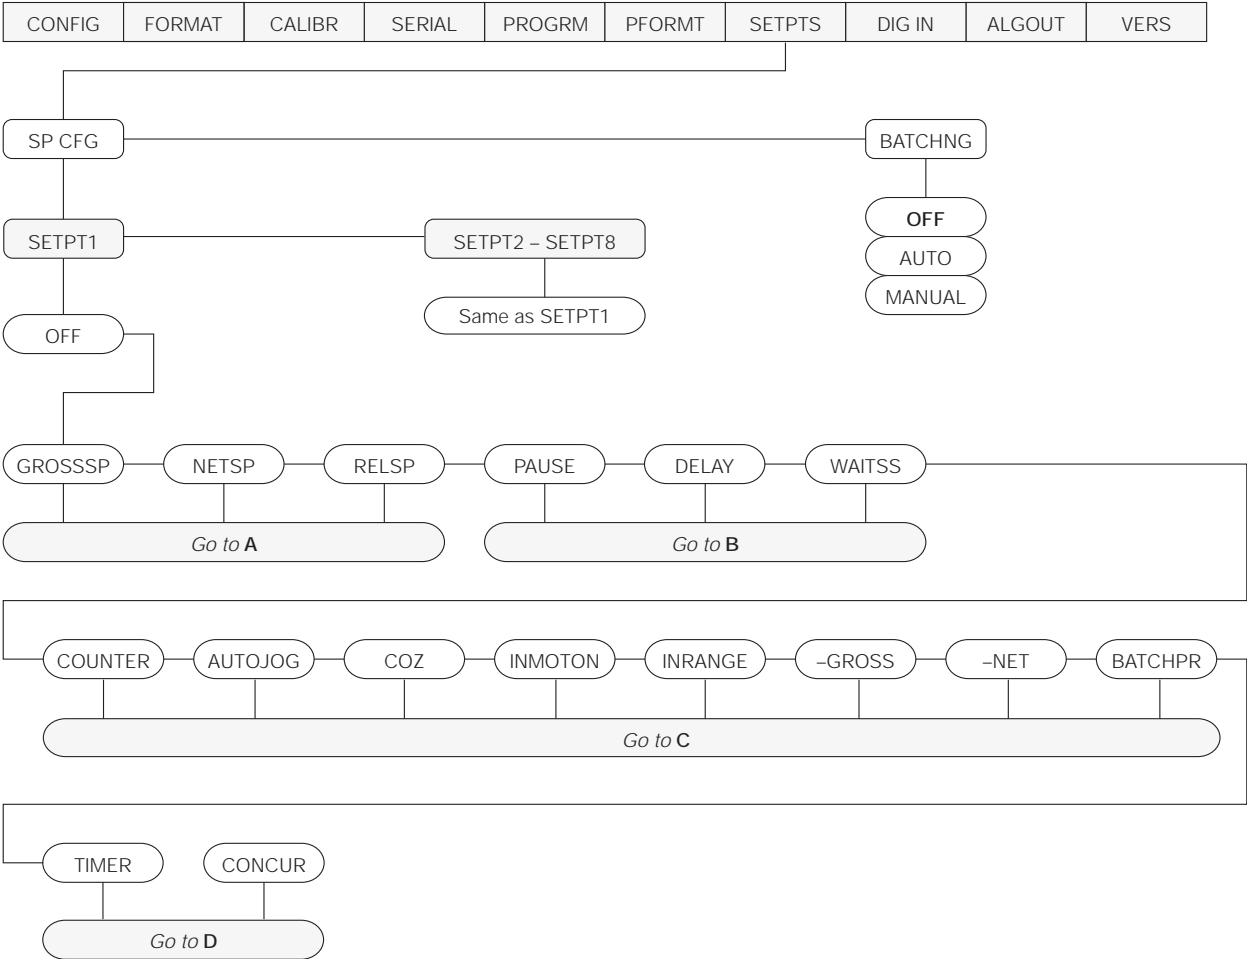 CONFIG FORMAT CALIBR SERIAL PROGRM PFORMT SETPTS DIG IN ALGOUT VERS
SP CFG BATCHNG
OFF
SETPT1 SETPT2 – SETPT8
AUTO
MANUAL
Same as SETPT1
OFF
GROSSSP NETSP RELSP PAUSE DELAY WAITSS
Go to A Go to B
COUNTER AUTOJOG COZ INMOTON INRANGE –GROSS –NET BATCHPR
Go to C
TIMER CONCUR
Go to D